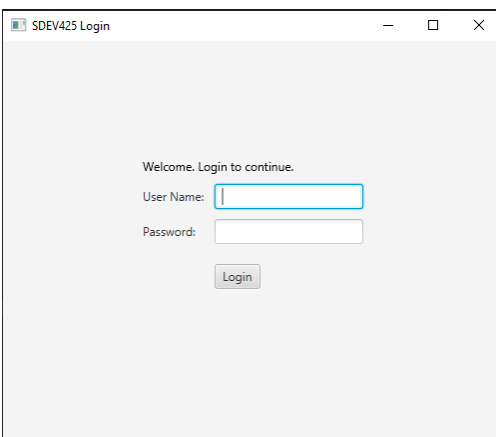 SDEV425 Login
Welcome. Login to continue.
User Name:
Password:
Login